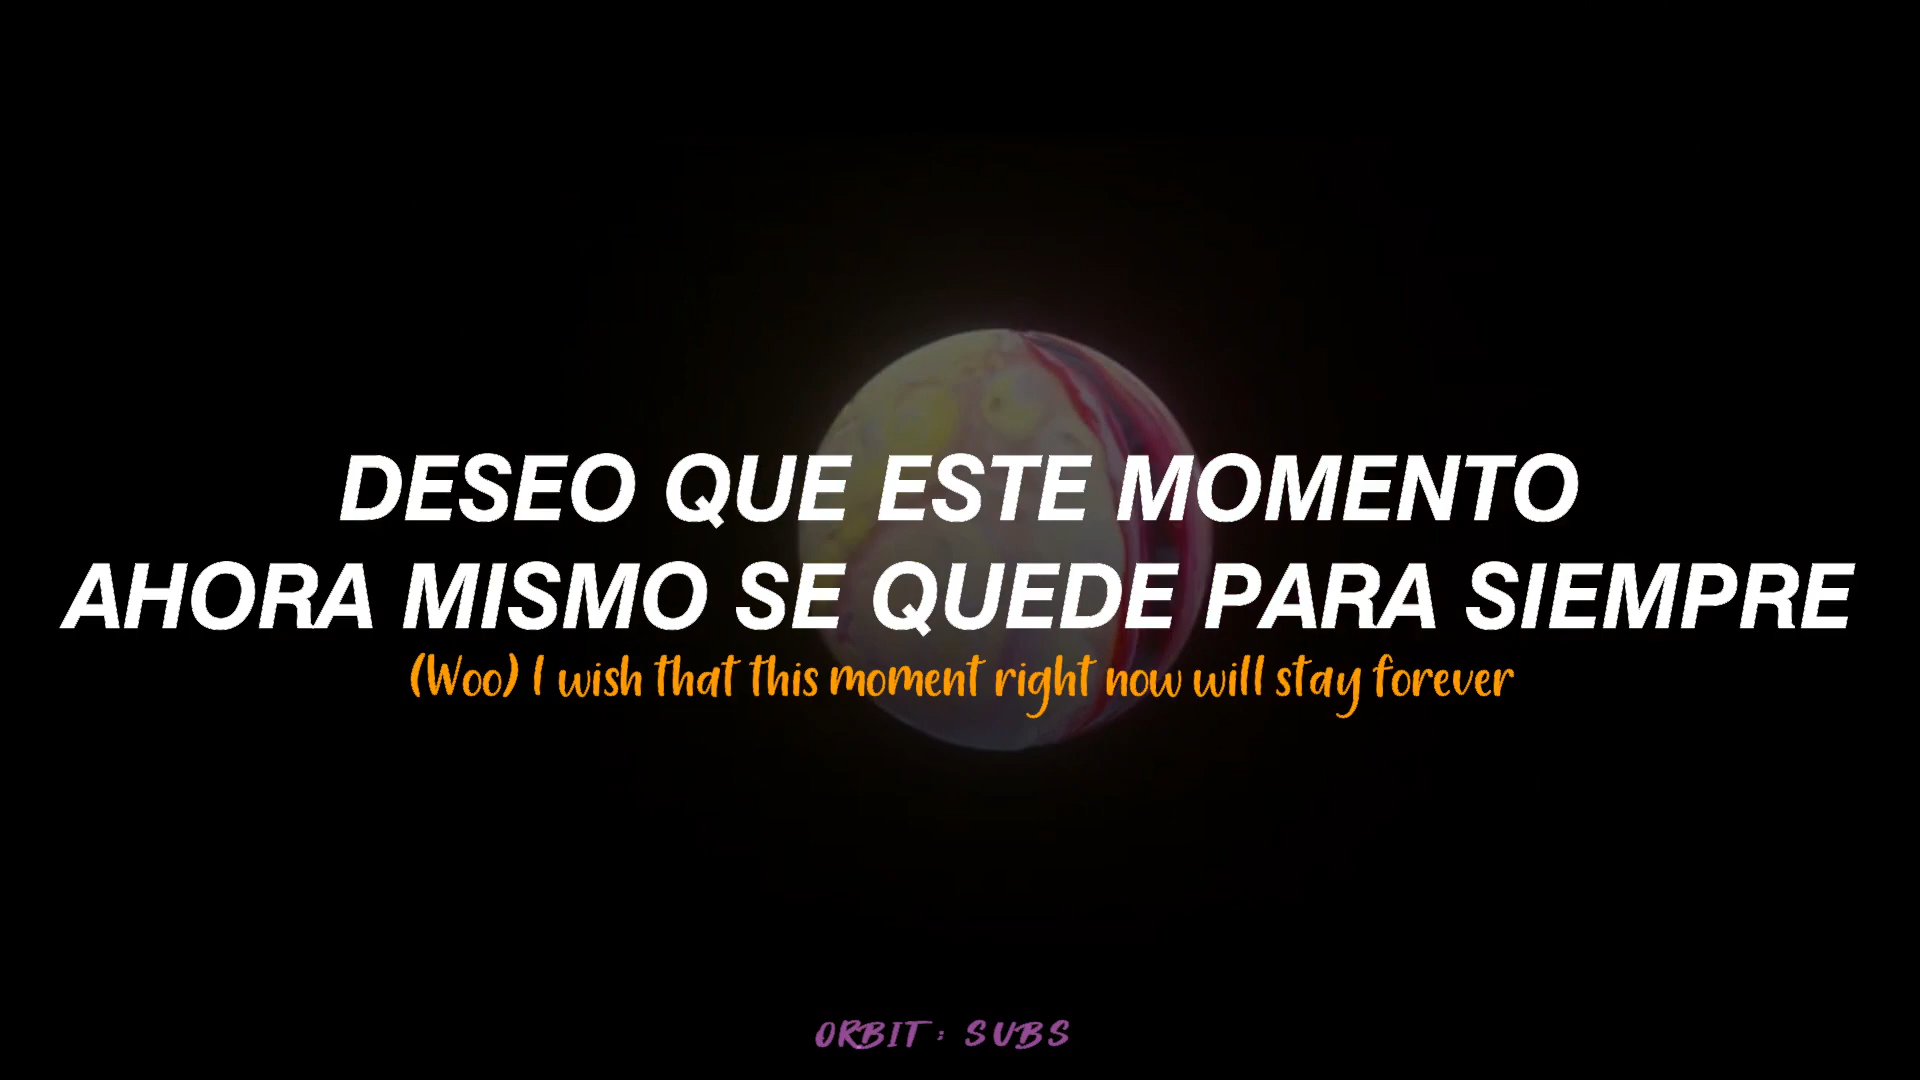 DESEO QUE ESTE MOMENTO
AHORA MISMO SE QUEDE PARA SIEMPRE
(Woo) I wish that this moment right now will stay forever
ORBIT; SUBS